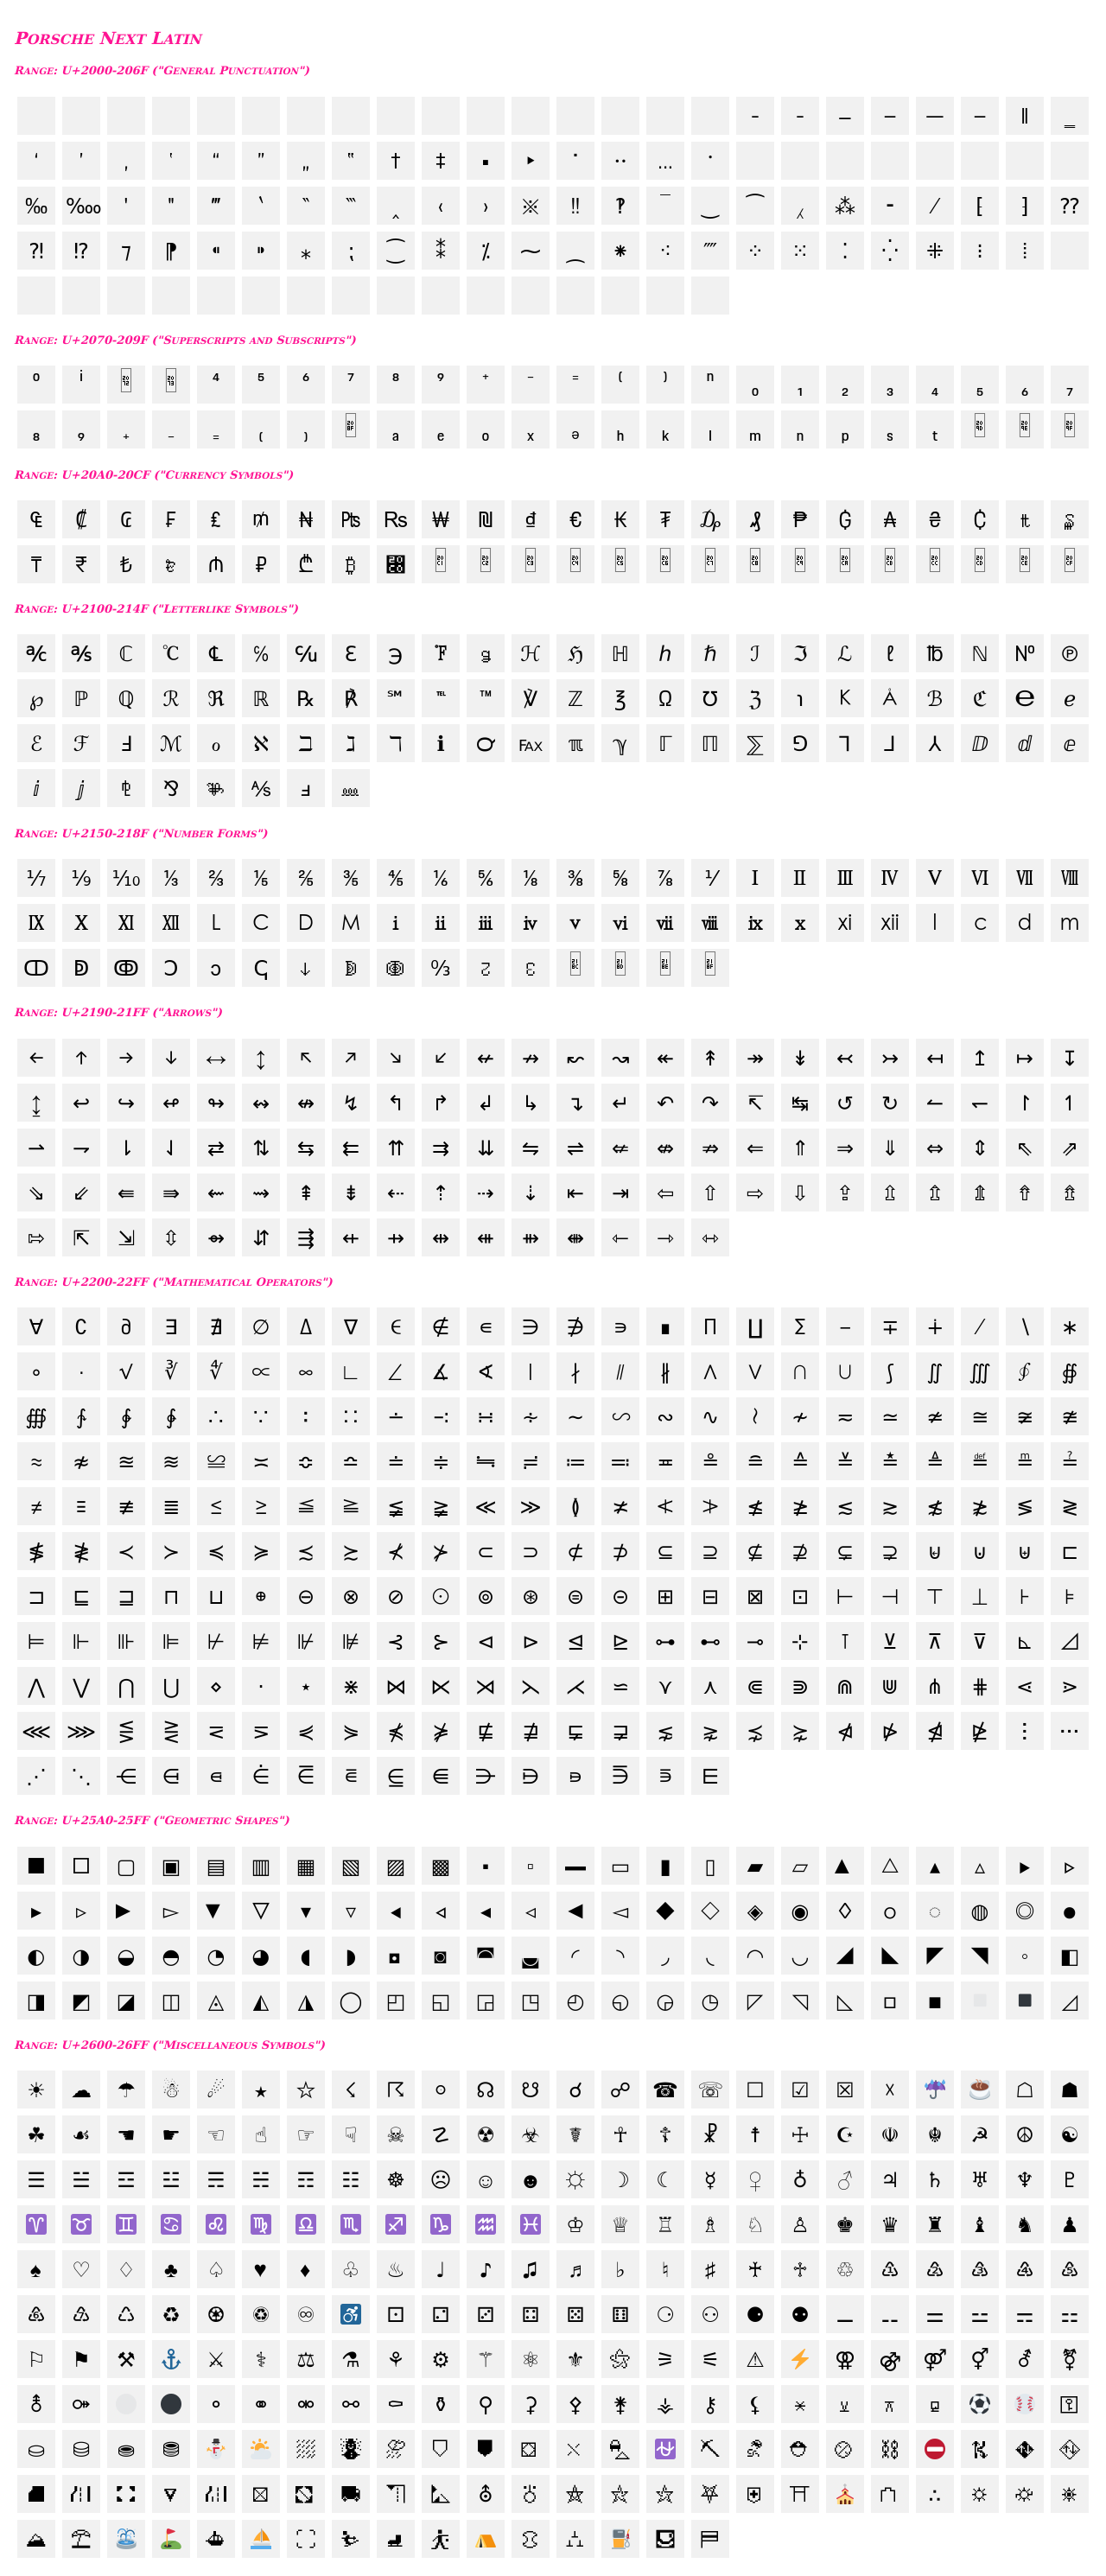 Porsche Next Latin
Range: U+2000-206F ("General Punctuation")
‐ ‑ ‒ – — ― ‖ ‗
‘ ’ ‚ ‛ “ ” „ ‟ † ‡ • ‣ ․ ‥ … ‧
‰ ‱ ′ ″ ‴ ‵ ‶ ‷ ‸ ‹ › ※ ‼ ‽ ‾ ‿ ⁀ ⁁ ⁂ ⁃ ⁄ ⁅ ⁆ ⁇
⁈ ⁉ ⁊ ⁋ ⁌ ⁍ ⁎ ⁏ ⁐ ⁑ ⁒ ⁓ ⁔ ⁕ ⁖ ⁗ ⁘ ⁙ ⁚ ⁛ ⁜ ⁝ ⁞
Range: U+2070-209F ("Superscripts and Subscripts")
⁰ ⁱ ⁴ ⁵ ⁶ ⁷ ⁸ ⁹ ⁺ ⁻ ⁼ ⁽ ⁾ ⁿ ₀ ₁ ₂ ₃ ₄ ₅ ₆ ₇
₈ ₉ ₊ ₋ ₌ ₍ ₎ ₐ ₑ ₒ ₓ ₔ ₕ ₖ ₗ ₘ ₙ ₚ ₛ ₜ
Range: U+20A0-20CF ("Currency Symbols")
₠ ₡ ₢ ₣ ₤ ₥ ₦ ₧ ₨ ₩ ₪ ₫ € ₭ ₮ ₯ ₰ ₱ ₲ ₳ ₴ ₵ ₶ ₷
₸ ₹ ₺ ₻ ₼ ₽ ₾ ₿
Range: U+2100-214F ("Letterlike Symbols")
℀ ℁ ℂ ℃ ℄ ℅ ℆ ℇ ℈ ℉ ℊ ℋ ℌ ℍ ℎ ℏ ℐ ℑ ℒ ℓ ℔ ℕ № ℗
℘ ℙ ℚ ℛ ℜ ℝ ℞ ℟ ℠ ℡ ™ ℣ ℤ ℥ Ω ℧ ℨ ℩ K Å ℬ ℭ ℮ ℯ
ℰ ℱ Ⅎ ℳ ℴ ℵ ℶ ℷ ℸ ℹ ℺ ℻ ℼ ℽ ℾ ℿ ⅀ ⅁ ⅂ ⅃ ⅄ ⅅ ⅆ ⅇ
ⅈ ⅉ ⅊ ⅋ ⅌ ⅍ ⅎ ⅏
Range: U+2150-218F ("Number Forms")
⅐ ⅑ ⅒ ⅓ ⅔ ⅕ ⅖ ⅗ ⅘ ⅙ ⅚ ⅛ ⅜ ⅝ ⅞ ⅟ Ⅰ Ⅱ Ⅲ Ⅳ Ⅴ Ⅵ Ⅶ Ⅷ
Ⅸ Ⅹ Ⅺ Ⅻ Ⅼ Ⅽ Ⅾ Ⅿ ⅰ ⅱ ⅲ ⅳ ⅴ ⅵ ⅶ ⅷ ⅸ ⅹ ⅺ ⅻ ⅼ ⅽ ⅾ ⅿ
ↀ ↁ ↂ Ↄ ↄ ↅ ↆ ↇ ↈ ↉ ↊ ↋
Range: U+2190-21FF ("Arrows")
← ↑ → ↓ ↔ ↕ ↖ ↗ ↘ ↙ ↚ ↛ ↜ ↝ ↞ ↟ ↠ ↡ ↢ ↣ ↤ ↥ ↦ ↧
↨ ↩ ↪ ↫ ↬ ↭ ↮ ↯ ↰ ↱ ↲ ↳ ↴ ↵ ↶ ↷ ↸ ↹ ↺ ↻ ↼ ↽ ↾ ↿
⇀ ⇁ ⇂ ⇃ ⇄ ⇅ ⇆ ⇇ ⇈ ⇉ ⇊ ⇋ ⇌ ⇍ ⇎ ⇏ ⇐ ⇑ ⇒ ⇓ ⇔ ⇕ ⇖ ⇗
⇘ ⇙ ⇚ ⇛ ⇜ ⇝ ⇞ ⇟ ⇠ ⇡ ⇢ ⇣ ⇤ ⇥ ⇦ ⇧ ⇨ ⇩ ⇪ ⇫ ⇬ ⇭ ⇮ ⇯
⇰ ⇱ ⇲ ⇳ ⇴ ⇵ ⇶ ⇷ ⇸ ⇹ ⇺ ⇻ ⇼ ⇽ ⇾ ⇿
Range: U+2200-22FF ("Mathematical Operators")
∀ ∁ ∂ ∃ ∄ ∅ ∆ ∇ ∈ ∉ ∊ ∋ ∌ ∍ ∎ ∏ ∐ ∑ − ∓ ∔ ∕ ∖ ∗
∘ ∙ √ ∛ ∜ ∝ ∞ ∟ ∠ ∡ ∢ ∣ ∤ ∥ ∦ ∧ ∨ ∩ ∪ ∫ ∬ ∭ ∮ ∯
∰ ∱ ∲ ∳ ∴ ∵ ∶ ∷ ∸ ∹ ∺ ∻ ∼ ∽ ∾ ∿ ≀ ≁ ≂ ≃ ≄ ≅ ≆ ≇
≈ ≉ ≊ ≋ ≌ ≍ ≎ ≏ ≐ ≑ ≒ ≓ ≔ ≕ ≖ ≗ ≘ ≙ ≚ ≛ ≜ ≝ ≞ ≟
≠ ≡ ≢ ≣ ≤ ≥ ≦ ≧ ≨ ≩ ≪ ≫ ≬ ≭ ≮ ≯ ≰ ≱ ≲ ≳ ≴ ≵ ≶ ≷
≸ ≹ ≺ ≻ ≼ ≽ ≾ ≿ ⊀ ⊁ ⊂ ⊃ ⊄ ⊅ ⊆ ⊇ ⊈ ⊉ ⊊ ⊋ ⊌ ⊍ ⊎ ⊏
⊐ ⊑ ⊒ ⊓ ⊔ ⊕ ⊖ ⊗ ⊘ ⊙ ⊚ ⊛ ⊜ ⊝ ⊞ ⊟ ⊠ ⊡ ⊢ ⊣ ⊤ ⊥ ⊦ ⊧
⊨ ⊩ ⊪ ⊫ ⊬ ⊭ ⊮ ⊯ ⊰ ⊱ ⊲ ⊳ ⊴ ⊵ ⊶ ⊷ ⊸ ⊹ ⊺ ⊻ ⊼ ⊽ ⊾ ⊿
⋀ ⋁ ⋂ ⋃ ⋄ ⋅ ⋆ ⋇ ⋈ ⋉ ⋊ ⋋ ⋌ ⋍ ⋎ ⋏ ⋐ ⋑ ⋒ ⋓ ⋔ ⋕ ⋖ ⋗
⋘ ⋙ ⋚ ⋛ ⋜ ⋝ ⋞ ⋟ ⋠ ⋡ ⋢ ⋣ ⋤ ⋥ ⋦ ⋧ ⋨ ⋩ ⋪ ⋫ ⋬ ⋭ ⋮ ⋯
⋰ ⋱ ⋲ ⋳ ⋴ ⋵ ⋶ ⋷ ⋸ ⋹ ⋺ ⋻ ⋼ ⋽ ⋾ ⋿
Range: U+25A0-25FF ("Geometric Shapes")
■ □ ▢ ▣ ▤ ▥ ▦ ▧ ▨ ▩ ▪ ▫ ▬ ▭ ▮ ▯ ▰ ▱ ▲ △ ▴ ▵ ▶ ▷
▸ ▹ ► ▻ ▼ ▽ ▾ ▿ ◀ ◁ ◂ ◃ ◄ ◅ ◆ ◇ ◈ ◉ ◊ ○ ◌ ◍ ◎ ●
◐ ◑ ◒ ◓ ◔ ◕ ◖ ◗ ◘ ◙ ◚ ◛ ◜ ◝ ◞ ◟ ◠ ◡ ◢ ◣ ◤ ◥ ◦ ◧
◨ ◩ ◪ ◫ ◬ ◭ ◮ ◯ ◰ ◱ ◲ ◳ ◴ ◵ ◶ ◷ ◸ ◹ ◺ ◻ ◼ ◽ ◾ ◿
Range: U+2600-26FF ("Miscellaneous Symbols")
☀ ☁ ☂ ☃ ☄ ★ ☆ ☇ ☈ ☉ ☊ ☋ ☌ ☍ ☎ ☏ ☐ ☑ ☒ ☓ ☔ ☕ ☖ ☗
☘ ☙ ☚ ☛ ☜ ☝ ☞ ☟ ☠ ☡ ☢ ☣ ☤ ☥ ☦ ☧ ☨ ☩ ☪ ☫ ☬ ☭ ☮ ☯
☰ ☱ ☲ ☳ ☴ ☵ ☶ ☷ ☸ ☹ ☺ ☻ ☼ ☽ ☾ ☿ ♀ ♁ ♂ ♃ ♄ ♅ ♆ ♇
♈ ♉ ♊ ♋ ♌ ♍ ♎ ♏ ♐ ♑ ♒ ♓ ♔ ♕ ♖ ♗ ♘ ♙ ♚ ♛ ♜ ♝ ♞ ♟
♠ ♡ ♢ ♣ ♤ ♥ ♦ ♧ ♨ ♩ ♪ ♫ ♬ ♭ ♮ ♯ ♰ ♱ ♲ ♳ ♴ ♵ ♶ ♷
♸ ♹ ♺ ♻ ♼ ♽ ♾ ♿ ⚀ ⚁ ⚂ ⚃ ⚄ ⚅ ⚆ ⚇ ⚈ ⚉ ⚊ ⚋ ⚌ ⚍ ⚎ ⚏
⚐ ⚑ ⚒ ⚓ ⚔ ⚕ ⚖ ⚗ ⚘ ⚙ ⚚ ⚛ ⚜ ⚝ ⚞ ⚟ ⚠ ⚡ ⚢ ⚣ ⚤ ⚥ ⚦ ⚧
⚨ ⚩ ⚪ ⚫ ⚬ ⚭ ⚮ ⚯ ⚰ ⚱ ⚲ ⚳ ⚴ ⚵ ⚶ ⚷ ⚸ ⚹ ⚺ ⚻ ⚼ ⚽ ⚾ ⚿
⛀ ⛁ ⛂ ⛃ ⛄ ⛅ ⛆ ⛇ ⛈ ⛉ ⛊ ⛋ ⛌ ⛍ ⛎ ⛏ ⛐ ⛑ ⛒ ⛓ ⛔ ⛕ ⛖ ⛗
⛘ ⛙ ⛚ ⛛ ⛜ ⛝ ⛞ ⛟ ⛠ ⛡ ⛢ ⛣ ⛤ ⛥ ⛦ ⛧ ⛨ ⛩ ⛪ ⛫ ⛬ ⛭ ⛮ ⛯
⛰ ⛱ ⛲ ⛳ ⛴ ⛵ ⛶ ⛷ ⛸ ⛹ ⛺ ⛻ ⛼ ⛽ ⛾ ⛿